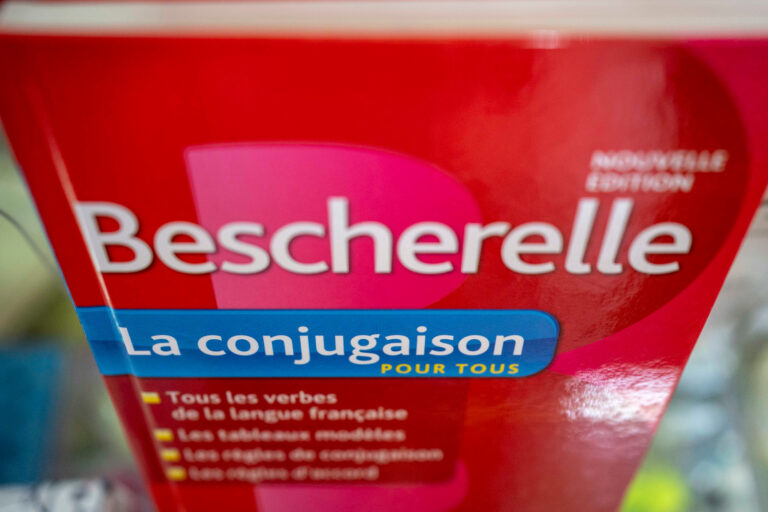 NOUVELLE
ÉDITION
Bescherelle
La conjugaison
POUR TOUS
Tous les verbes
de la langue française
Les tableaux modèles
Les règles de conjugaison
Les règles d'accord